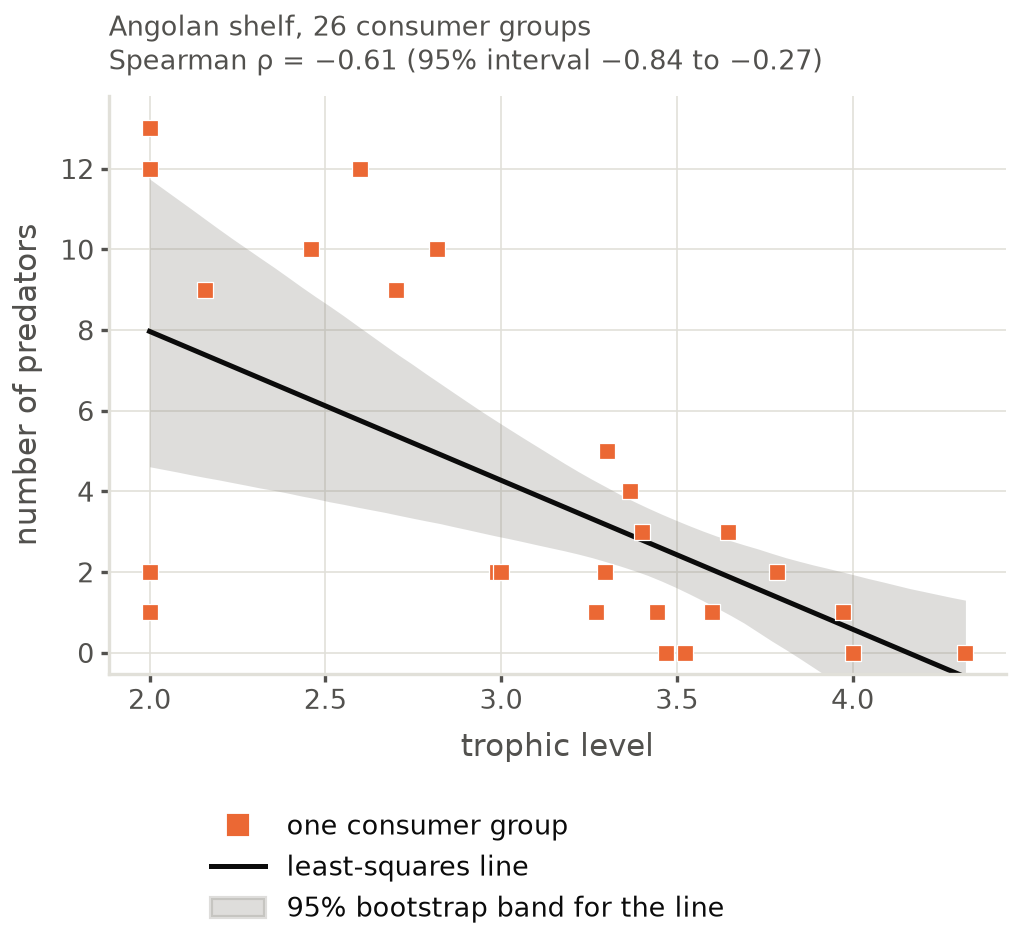 Angolan shelf, 26 consumer groups
Spearman ρ = −0.61 (95% interval −0.84 to −0.27)
number of predators
12
10
8
6
4
2
0
2.0 2.5 3.0 3.5 4.0
trophic level
one consumer group
least-squares line
95% bootstrap band for the line